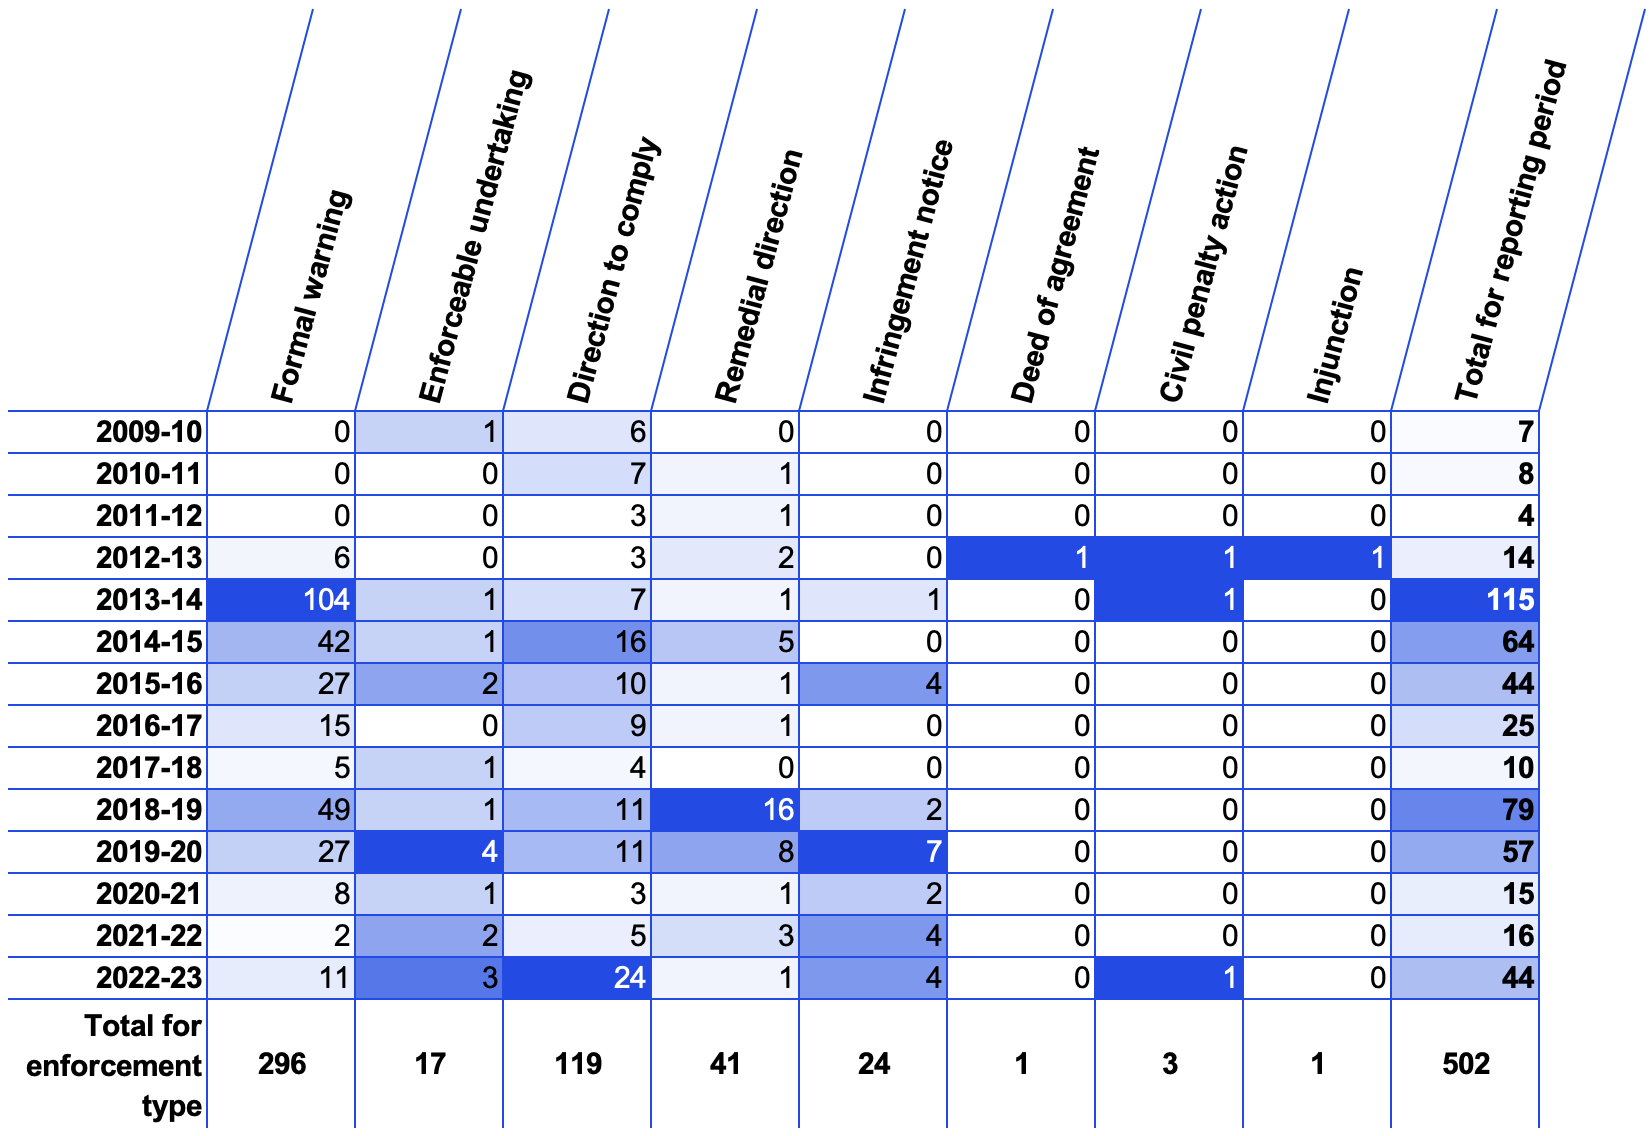 Formal warning
Enforceable undertaking
Direction to comply
Remedial direction
Infringement notice
Deed of agreement
Civil penalty action
Injunction
Total for reporting period
2009-10 0 1 6 0 0 0 0 0 7
2010-11 0 0 7 1 0 0 0 0 8
2011-12 0 0 3 1 0 0 0 0 4
2012-13 6 0 3 2 0 1 1 1 14
2013-14 104 1 7 1 1 0 1 0 115
2014-15 42 1 16 5 0 0 0 0 64
2015-16 27 2 10 1 4 0 0 0 44
2016-17 15 0 9 1 0 0 0 0 25
2017-18 5 1 4 0 0 0 0 0 10
2018-19 49 1 11 16 2 0 0 0 79
2019-20 27 4 11 8 7 0 0 0 57
2020-21 8 1 3 1 2 0 0 0 15
2021-22 2 2 5 3 4 0 0 0 16
2022-23 11 3 24 1 4 0 1 0 44
Total for
enforcement 296 17 119 41 24 1 3 1 502
type